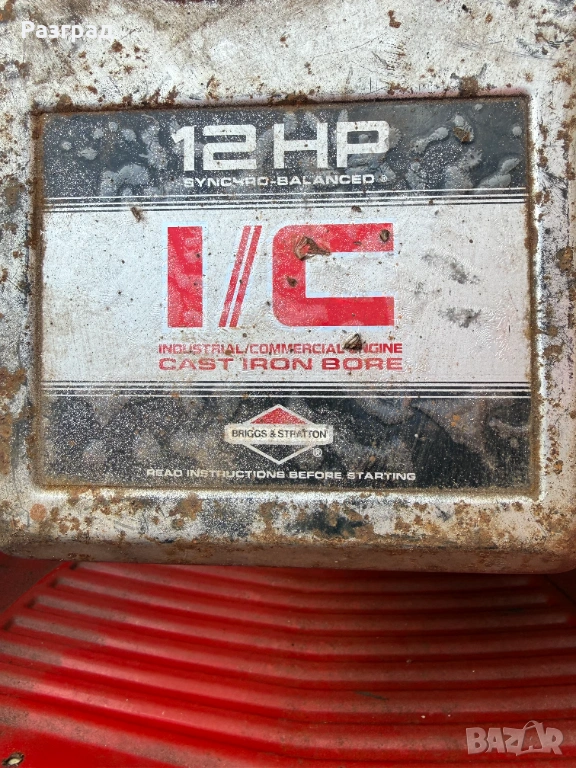 Разград
12 HP
SYNCHRO-BALANCED ®
I/C
INDUSTRIAL/COMMERCIAL ENGINE
CAST IRON BORE
BRIGGS & STRATTON
®
READ INSTRUCTIONS BEFORE STARTING
BAZAR